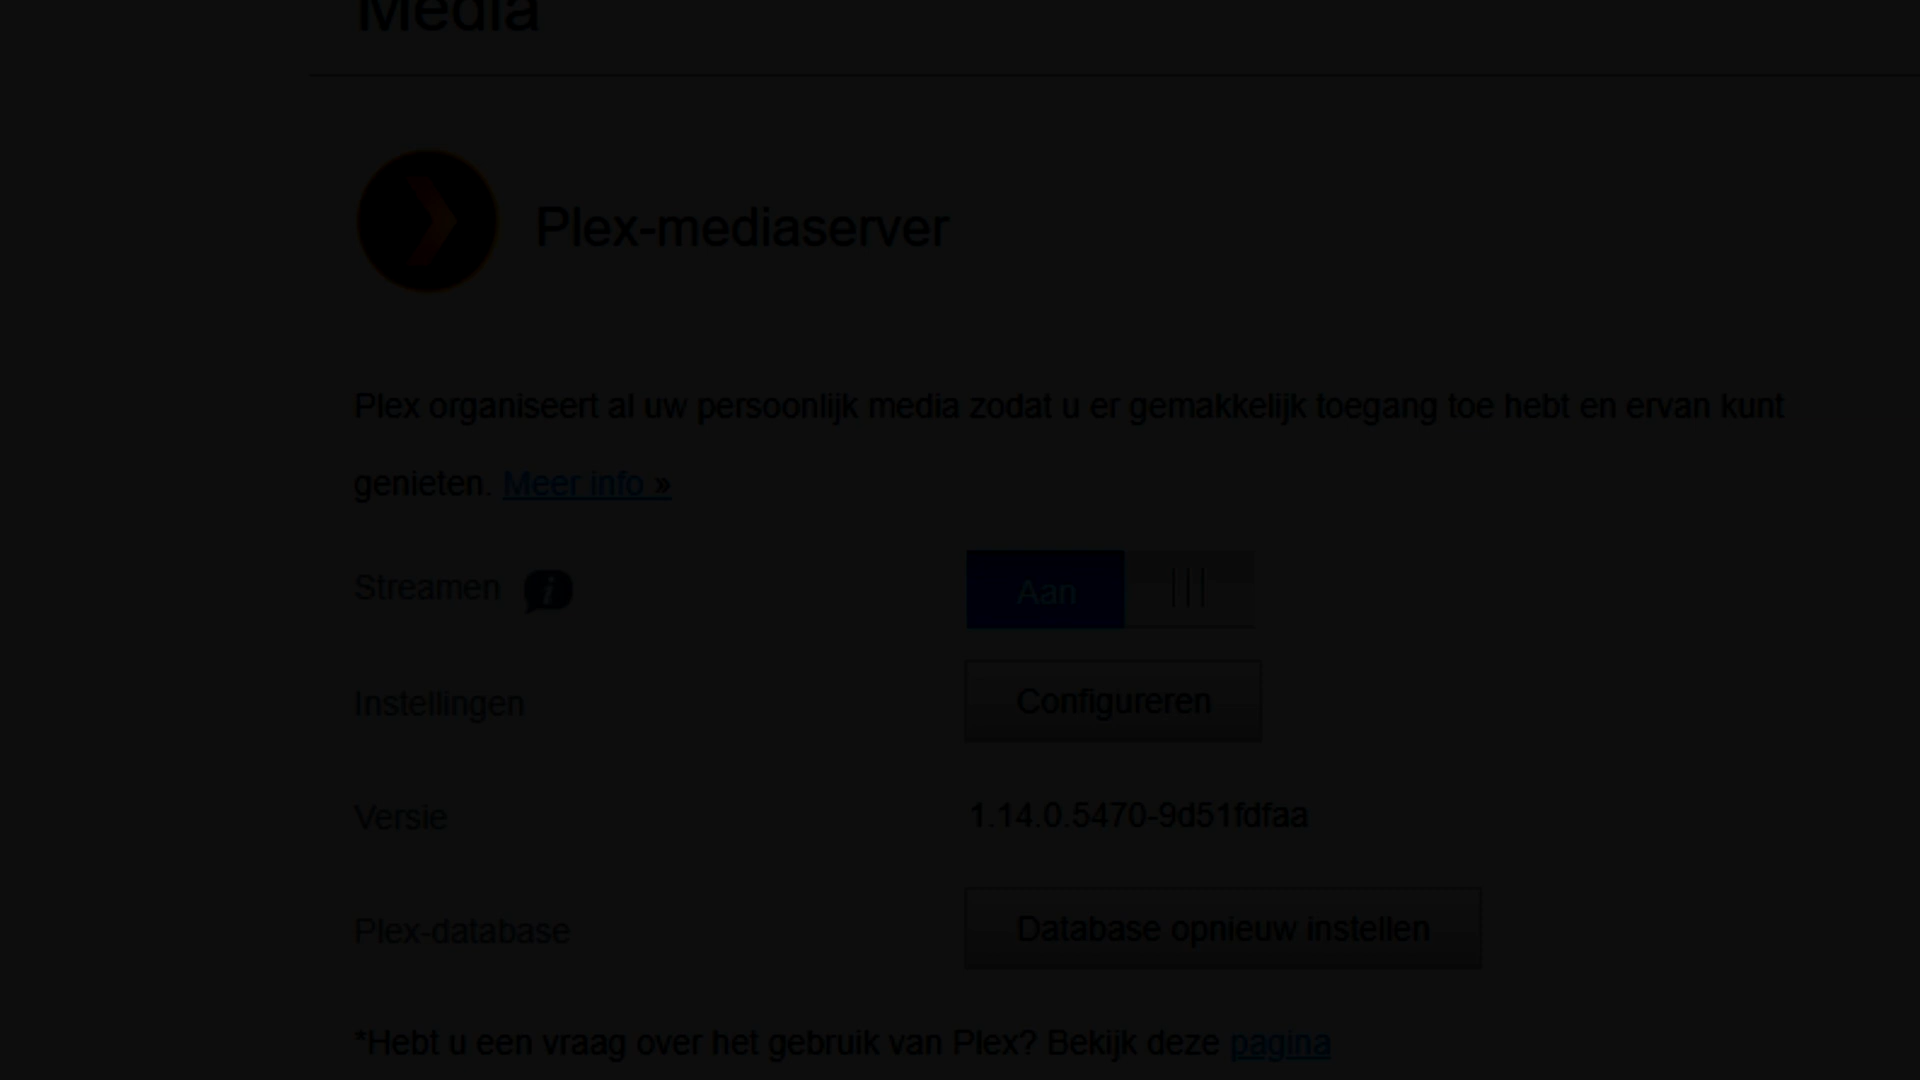 Media
Plex-mediaserver
Plex organiseert al uw persoonlijk media zodat u er gemakkelijk toegang toe hebt en ervan kunt
genieten. Meer info »
Streamen i Aan
Instellingen Configureren
Versie 1.14.0.5470-9d51fdfaa
Plex-database Database opnieuw instellen
*Hebt u een vraag over het gebruik van Plex? Bekijk deze pagina